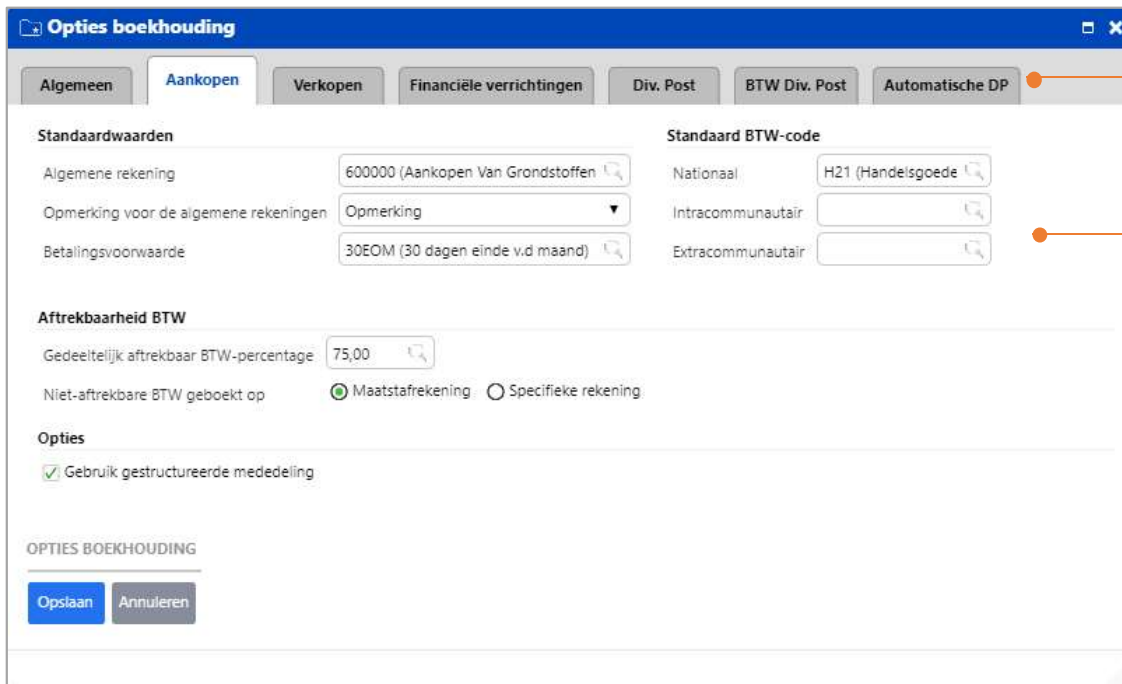 Opties boekhouding
Algemeen Aankopen Verkopen Financiële verrichtingen Div. Post BTW Div. Post Automatische DP
Standaardwaarden
Algemene rekening 600000 (Aankopen Van Grondstoffen
Opmerking voor de algemene rekeningen Opmerking
Betalingsvoorwaarde 30EOM (30 dagen einde v.d maand)
Standaard BTW-code
Nationaal H21 (Handelsgoede
Intracommunautair
Extracommunautair
Aftrekbaarheid BTW
Gedeeltelijk aftrekbaar BTW-percentage 75,00
Niet-aftrekbare BTW geboekt op Maatstafrekening Specifieke rekening
Opties
Gebruik gestructureerde mededeling
OPTIES BOEKHOUDING
Opslaan Annuleren